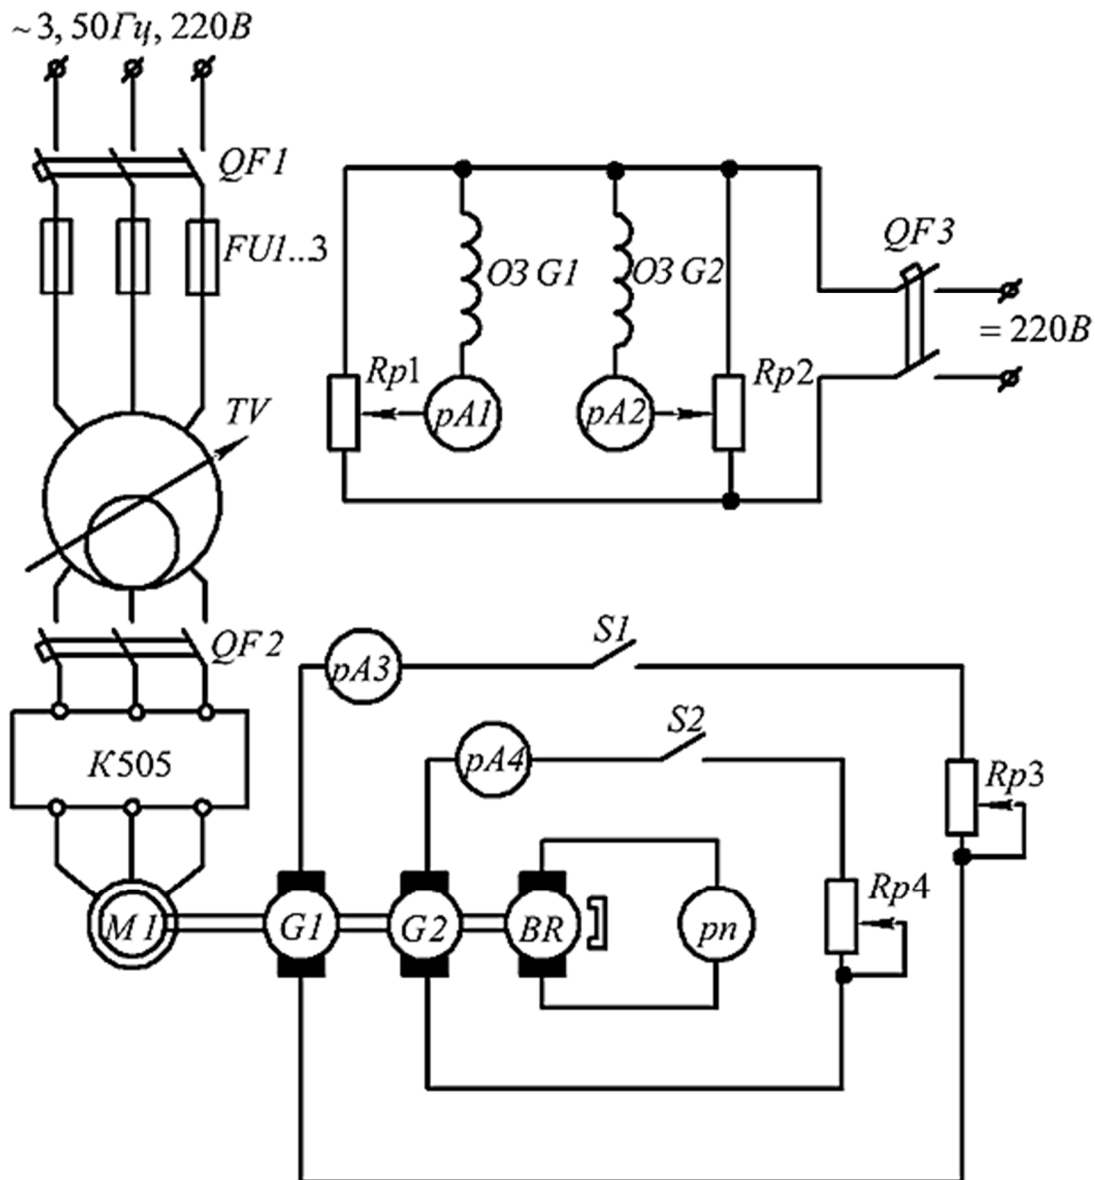 ~3, 50Гц, 220В
QF1
FU1...3
TV
QF2
К505
M1
ОЗ G1
ОЗ G2
QF3
= 220В
Rp1
pA1
pA2
Rp2
pA3
S1
pA4
S2
Rp3
Rp4
G1
G2
BR
pn